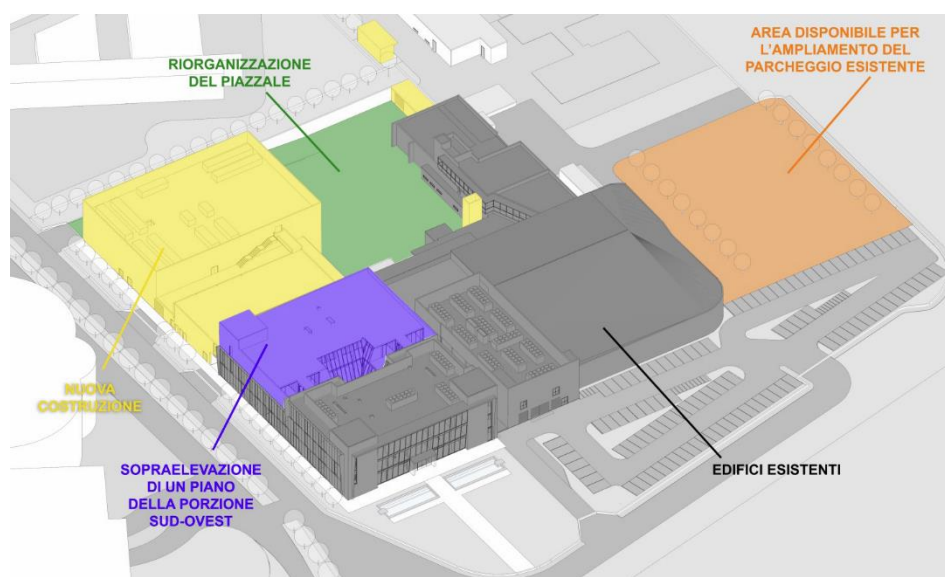 RIORGANIZZAZIONE
DEL PIAZZALE
AREA DISPONIBILE PER
L'AMPLIAMENTO DEL
PARCHEGGIO ESISTENTE
NUOVA
COSTRUZIONE
SOPRAELEVAZIONE
DI UN PIANO
DELLA PORZIONE
SUD-OVEST
EDIFICI ESISTENTI